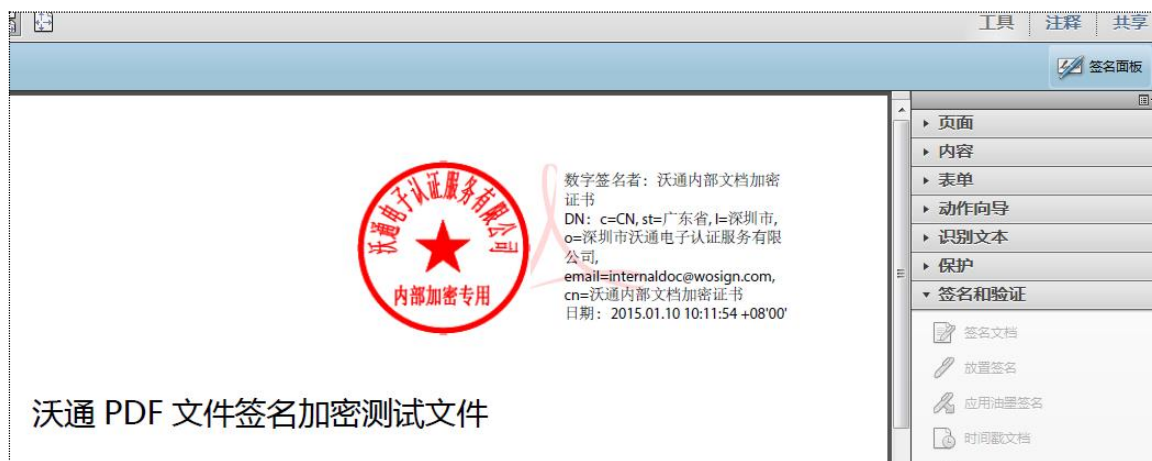 工具 注释 共享
签名面板
页面
内容
表单
动作向导
识别文本
保护
签名和验证
签名文档
放置签名
应用油墨签名
时间戳文档
沃通电子认证服务有限公司
内部加密专用
数字签名者：沃通内部文档加密
证书
DN：c=CN, st=广东省, l=深圳市,
o=深圳市沃通电子认证服务有限
公司,
email=internaldoc@wosign.com,
cn=沃通内部文档加密证书
日期：2015.01.10 10:11:54 +08'00'
沃通 PDF 文件签名加密测试文件